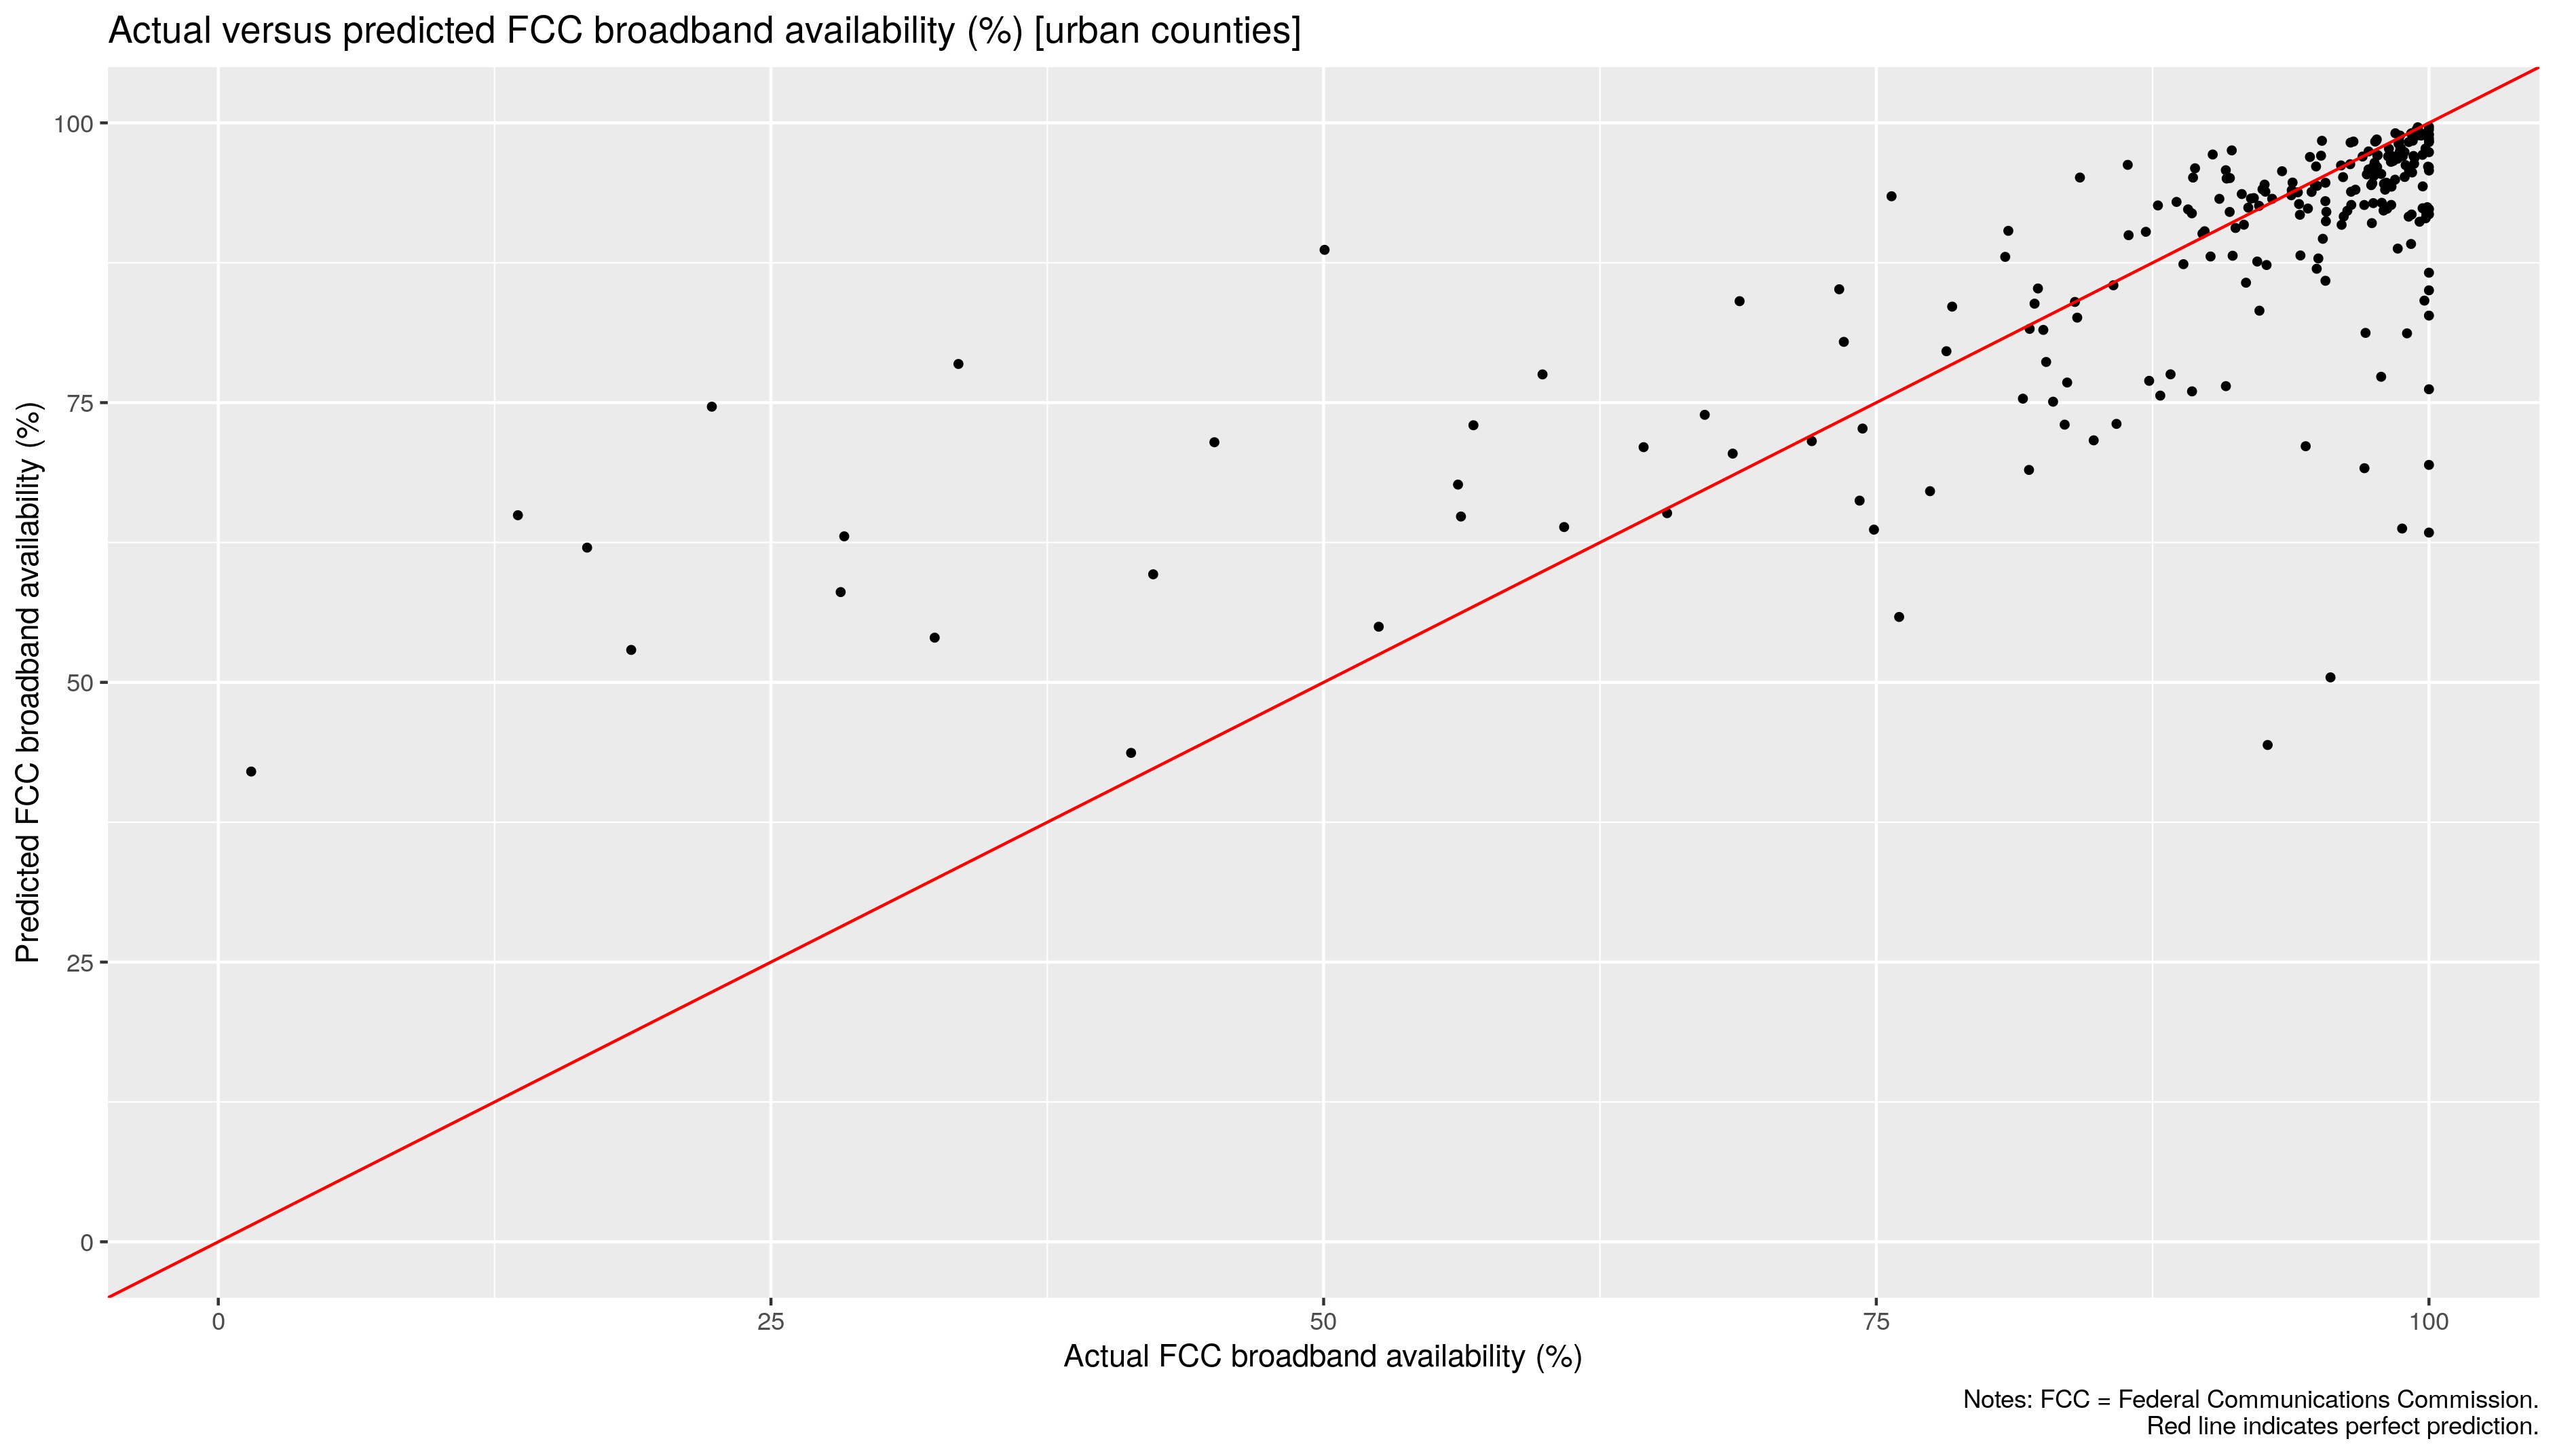 Actual versus predicted FCC broadband availability (%) [urban counties]
Predicted FCC broadband availability (%)
100
75
50
25
0
0
25
50
75
100
Actual FCC broadband availability (%)
Notes: FCC = Federal Communications Commission.
Red line indicates perfect prediction.